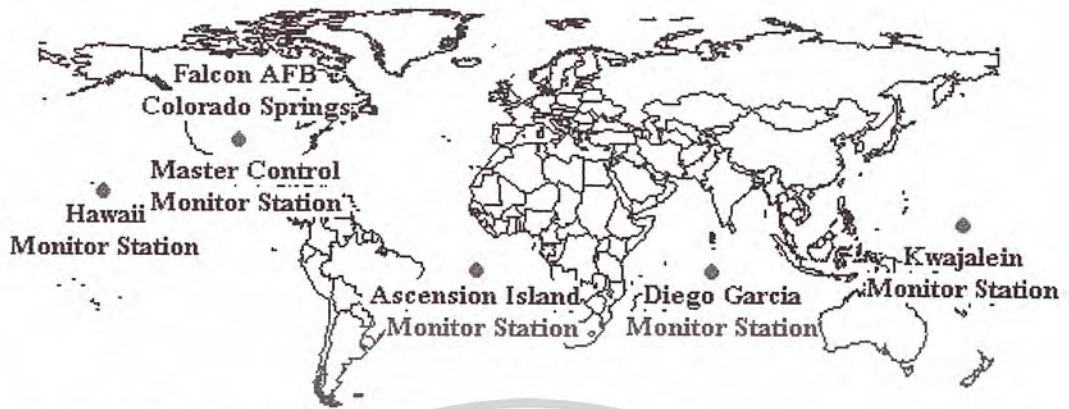 Falcon AFB
Colorado Springs
Master Control
Monitor Station
Hawaii
Monitor Station
Ascension Island
Monitor Station
Diego Garcia
Monitor Station
Kwajalein
Monitor Station